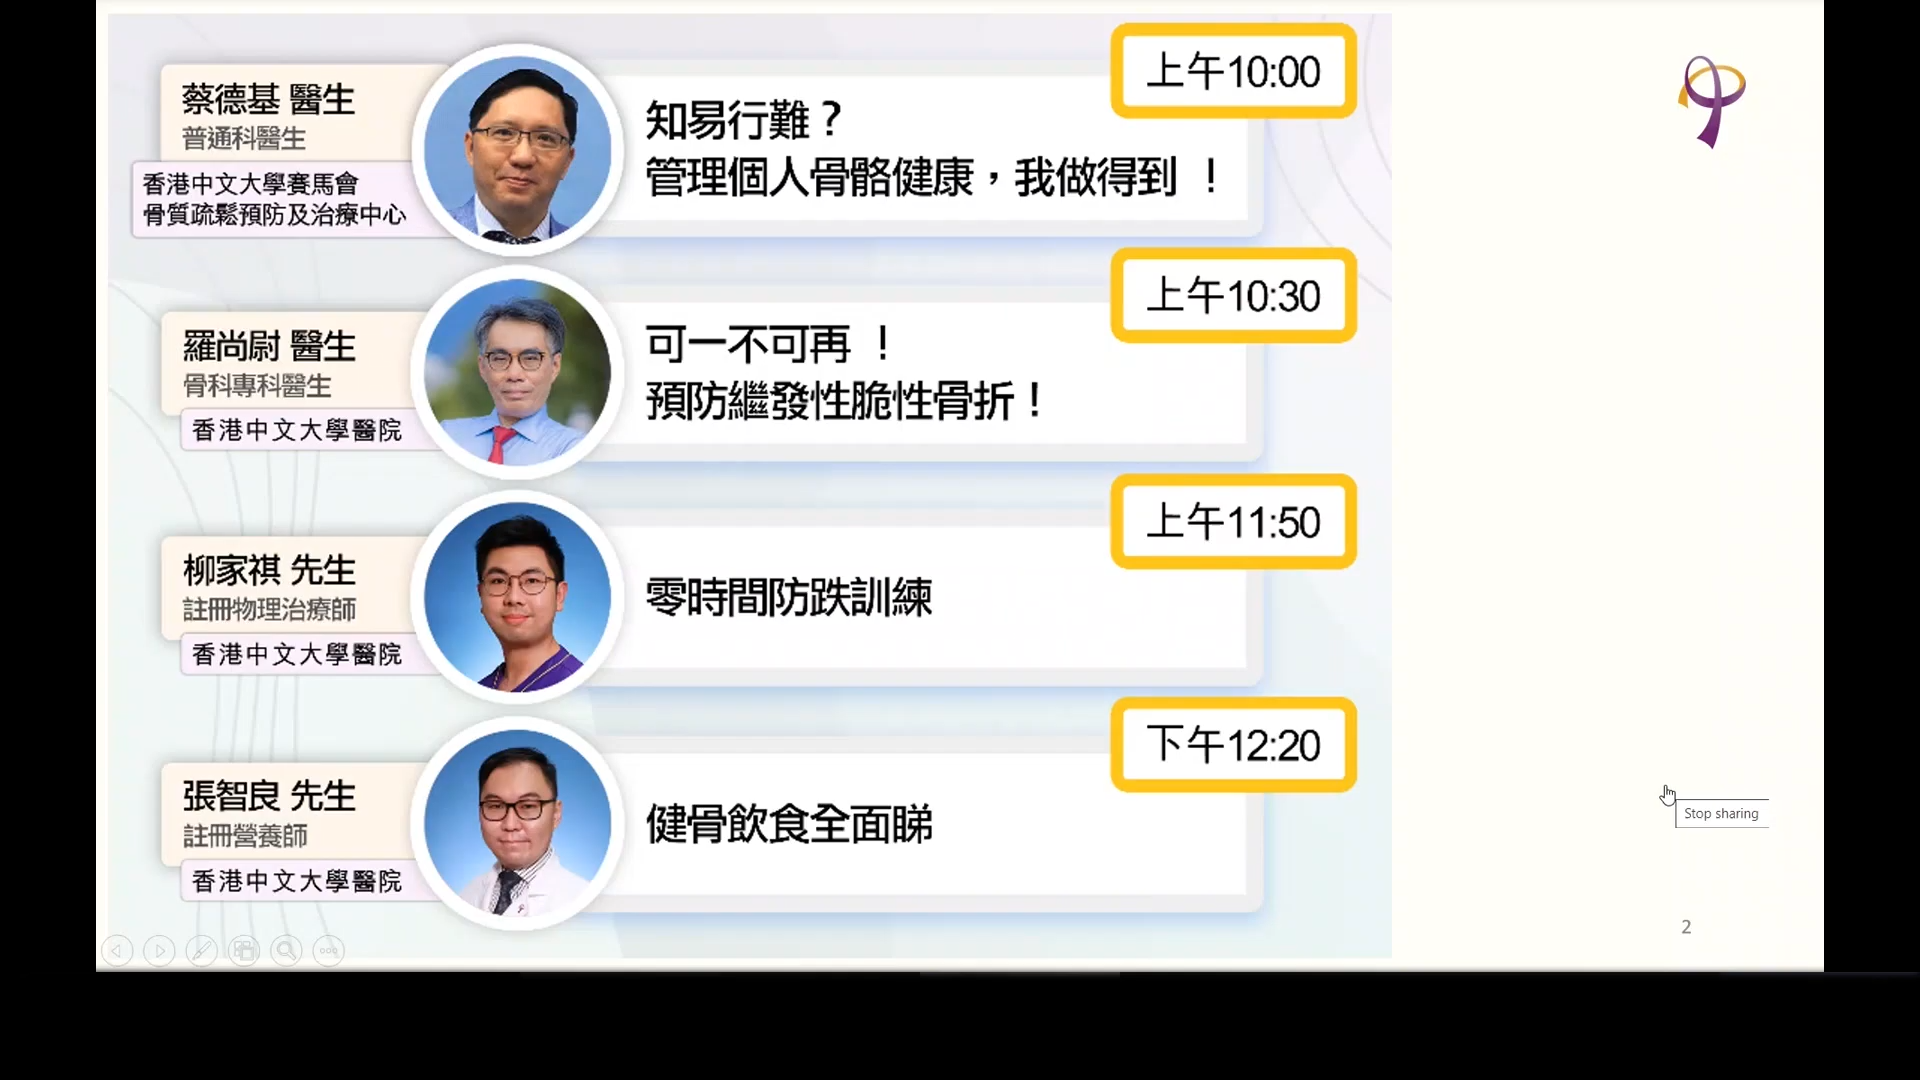 蔡德基 醫生
普通科醫生
香港中文大學賽馬會
骨質疏鬆預防及治療中心
上午10:00
知易行難？
管理個人骨骼健康，我做得到 ！
羅尚尉 醫生
骨科專科醫生
香港中文大學醫院
上午10:30
可一不可再 ！
預防繼發性脆性骨折！
柳家祺 先生
註冊物理治療師
香港中文大學醫院
上午11:50
零時間防跌訓練
張智良 先生
註冊營養師
香港中文大學醫院
下午12:20
健骨飲食全面睇
Stop sharing
2